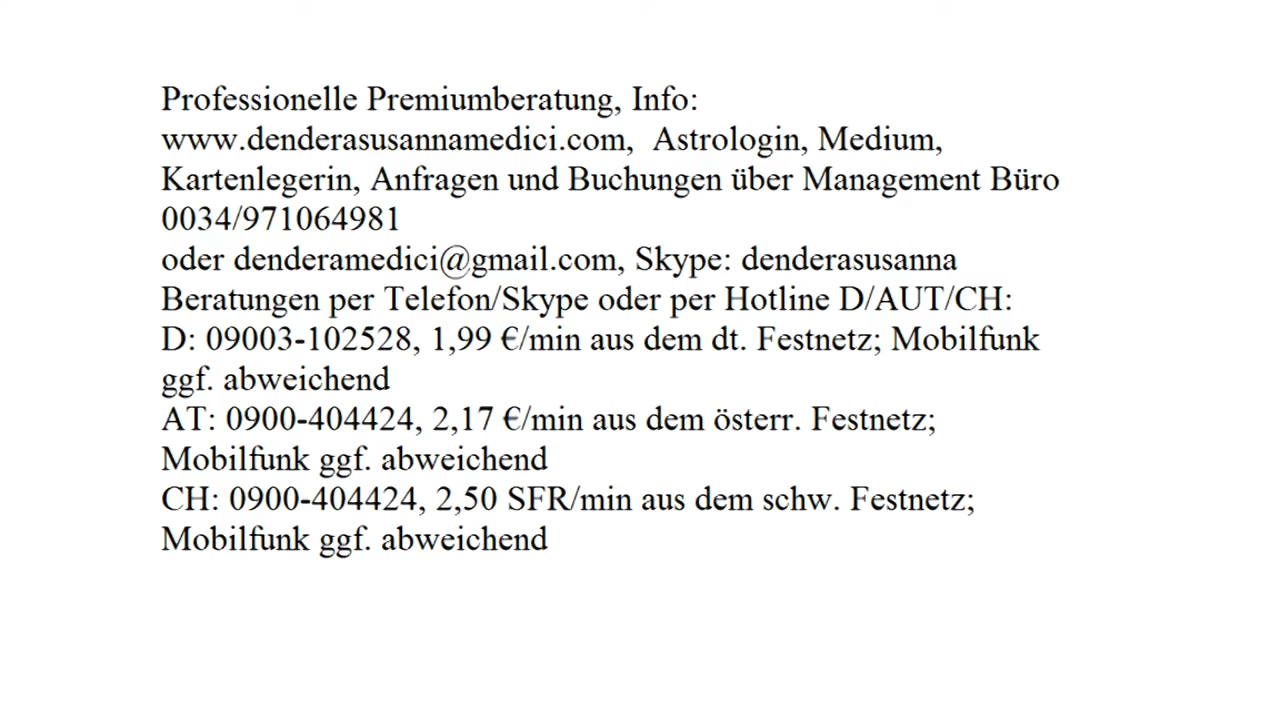 Professionelle Premiumberatung, Info:
www.denderasusannamedici.com,  Astrologin, Medium,
Kartenlegerin, Anfragen und Buchungen über Management Büro
0034/971064981
oder denderamedici@gmail.com, Skype: denderasusanna
Beratungen per Telefon/Skype oder per Hotline D/AUT/CH:
D: 09003-102528, 1,99 €/min aus dem dt. Festnetz; Mobilfunk
ggf. abweichend
AT: 0900-404424, 2,17 €/min aus dem österr. Festnetz;
Mobilfunk ggf. abweichend
CH: 0900-404424, 2,50 SFR/min aus dem schw. Festnetz;
Mobilfunk ggf. abweichend